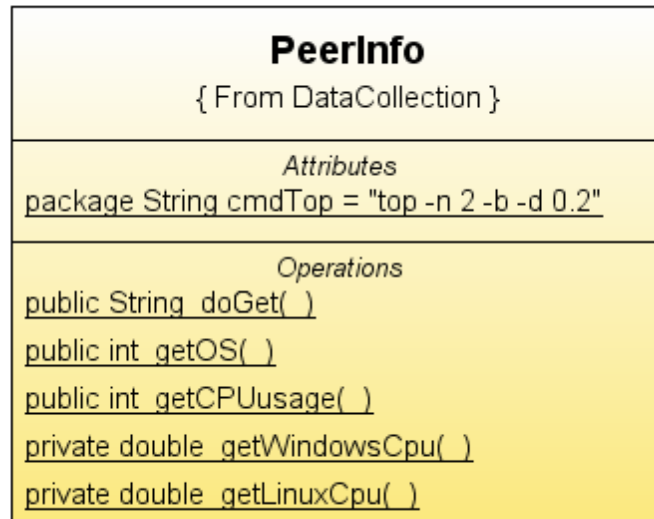 PeerInfo
{ From DataCollection }
Attributes
package String cmdTop = "top -n 2 -b -d 0.2"
Operations
public String doGet( )
public int getOS( )
public int getCPUusage( )
private double getWindowsCpu( )
private double getLinuxCpu( )